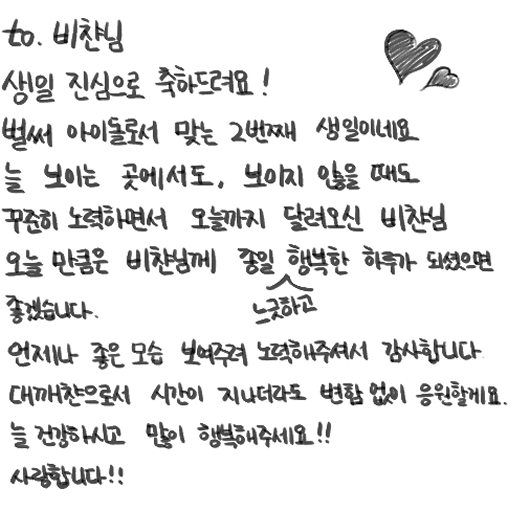 to. 비챤님
생일 진심으로 축하드려요!
벌써 아이돌로서 맞는 2번째 생일이네요
늘 보이는 곳에서도, 보이지 않을 때도
꾸준히 노력하면서 오늘까지 달려오신 비챤님
오늘 만큼은 비챤님께 종일 행복한 하루가 되셨으면
느긋하고
좋겠습니다.
언제나 좋은 모습 보여주려 노력해주셔서 감사합니다
대깨챤으로서 시간이 지나더라도 변함 없이 응원할게요.
늘 건강하시고 많이 행복해주세요!!
사랑합니다!!